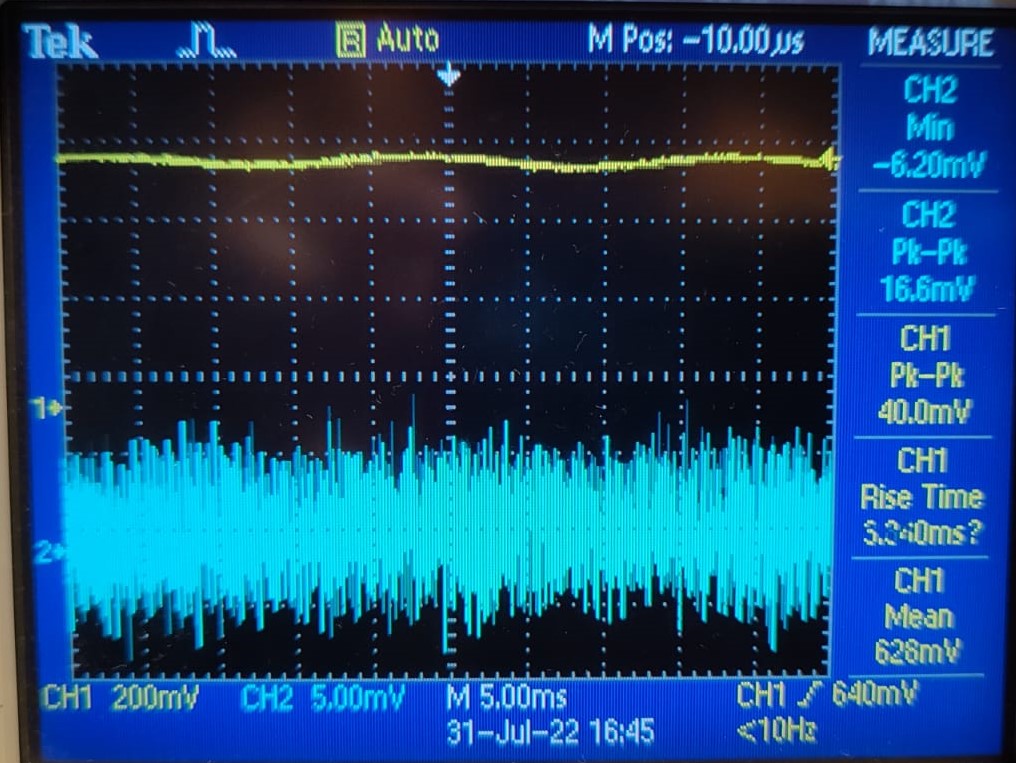 Tek R Auto M Pos: -10.00µs MEASURE
CH2
Min
-6.20mV
CH2
Pk-Pk
16.6mV
CH1
Pk-Pk
40.0mV
1
CH1
Rise Time
2
CH1
Mean
628mV
CH1 200mV CH2 5.00mV M 5.00ms CH1 640mV
31-Jul-22 16:45 <10Hz